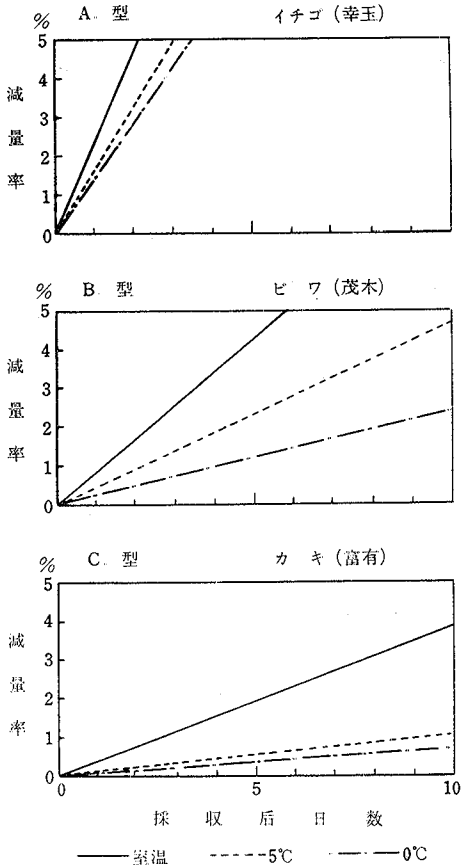 % A. 型 イチゴ (幸玉)
5
4
3
2
1
0
減量率
% B. 型 ビワ (茂木)
5
4
3
2
1
0
減量率
% C. 型 カキ (富有)
5
4
3
2
1
0
減量率
0 5 10
採収后日数
室温 5℃ 0℃